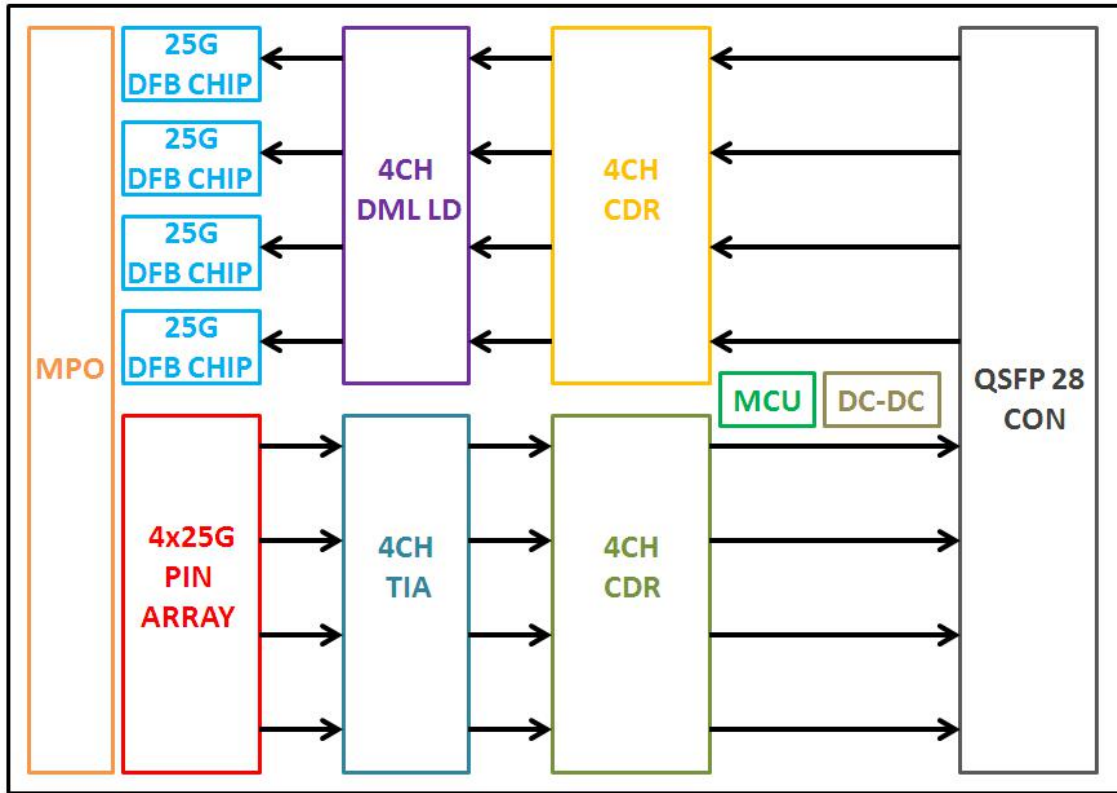 MPO
25G
DFB CHIP
25G
DFB CHIP
25G
DFB CHIP
25G
DFB CHIP
4CH
DML LD
4CH
CDR
QSFP 28
CON
MCU
DC-DC
4x25G
PIN
ARRAY
4CH
TIA
4CH
CDR